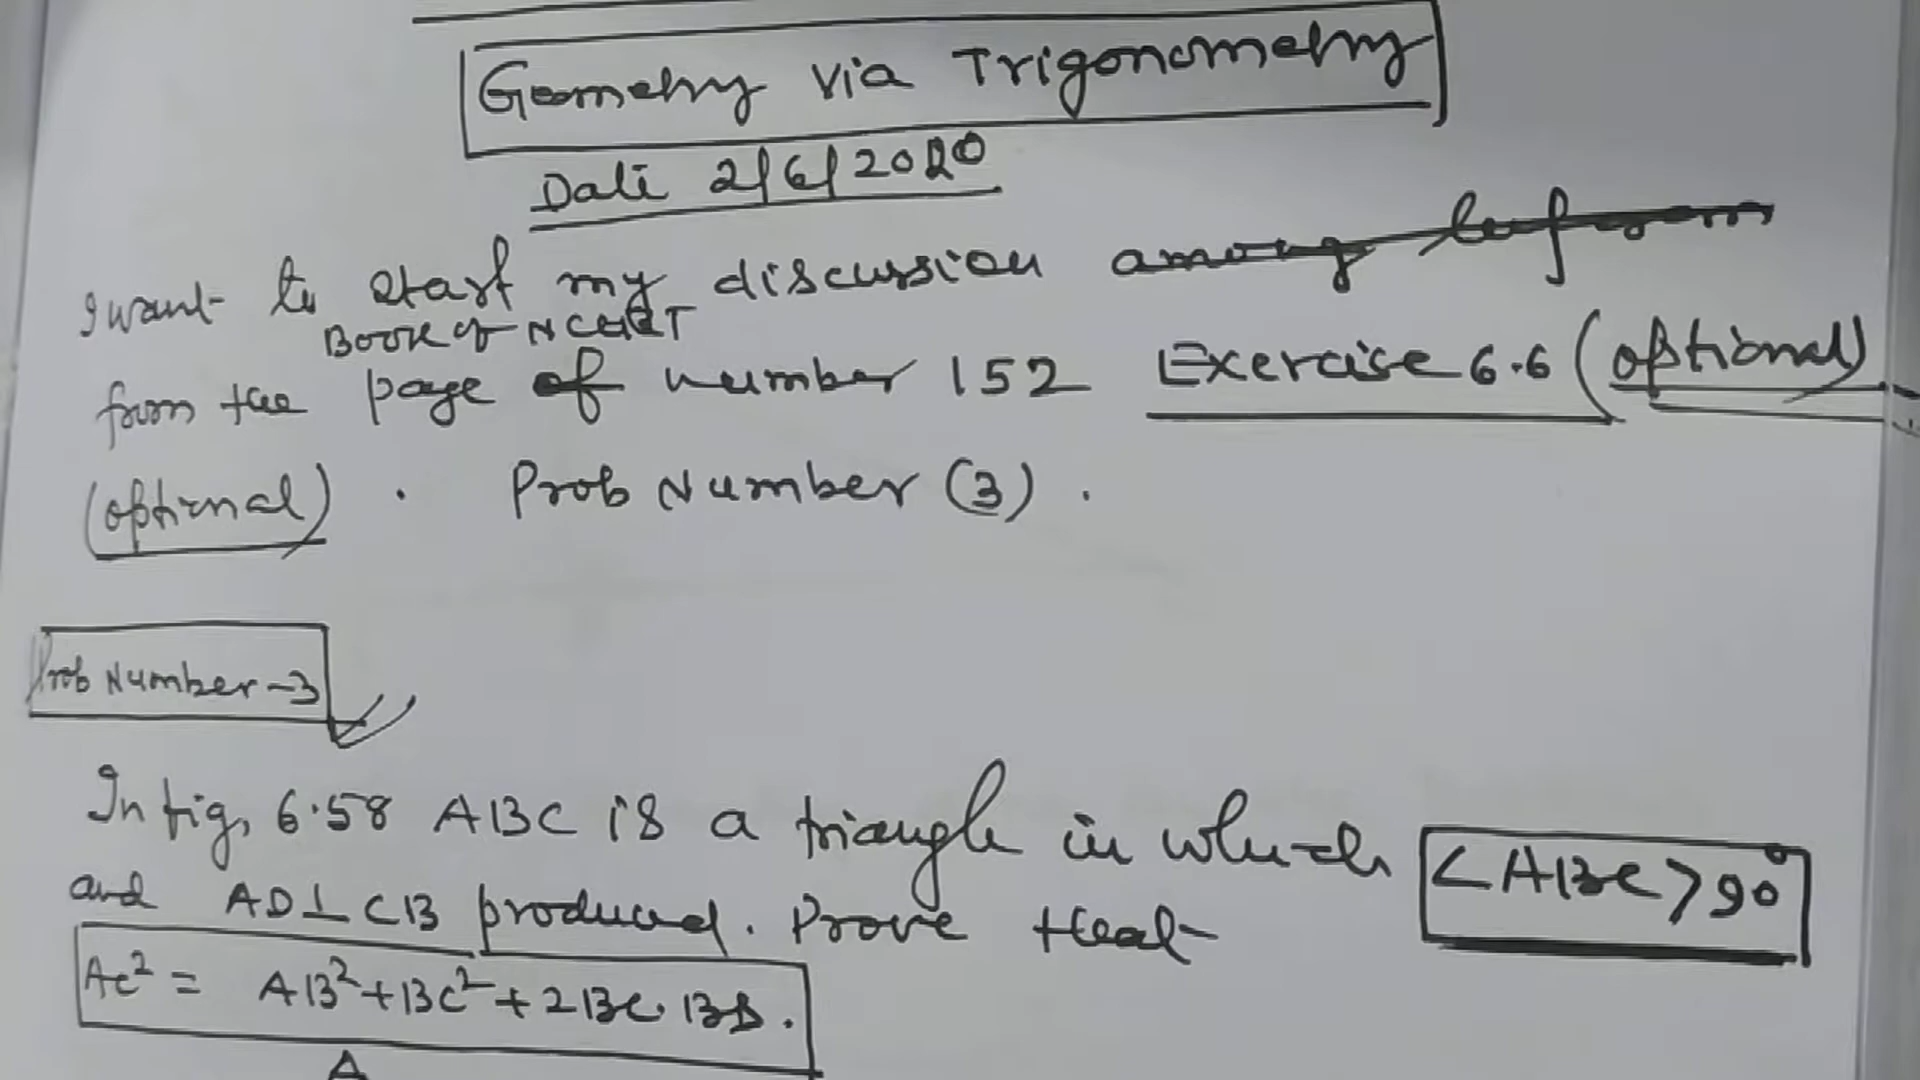 Geometry Via Trigonometry
Date 2/6/2020
I want to start my discussion
Book of NCERT
from the page number 152 Exercise 6.6 (optional)
(optional). Prob Number (3).
Prob Number -3
In fig, 6.58 ABC is a triangle in which <ABC>90°
and AD⊥CB produced. Prove that
AC²= AB²+BC²+2BC.BD.
A